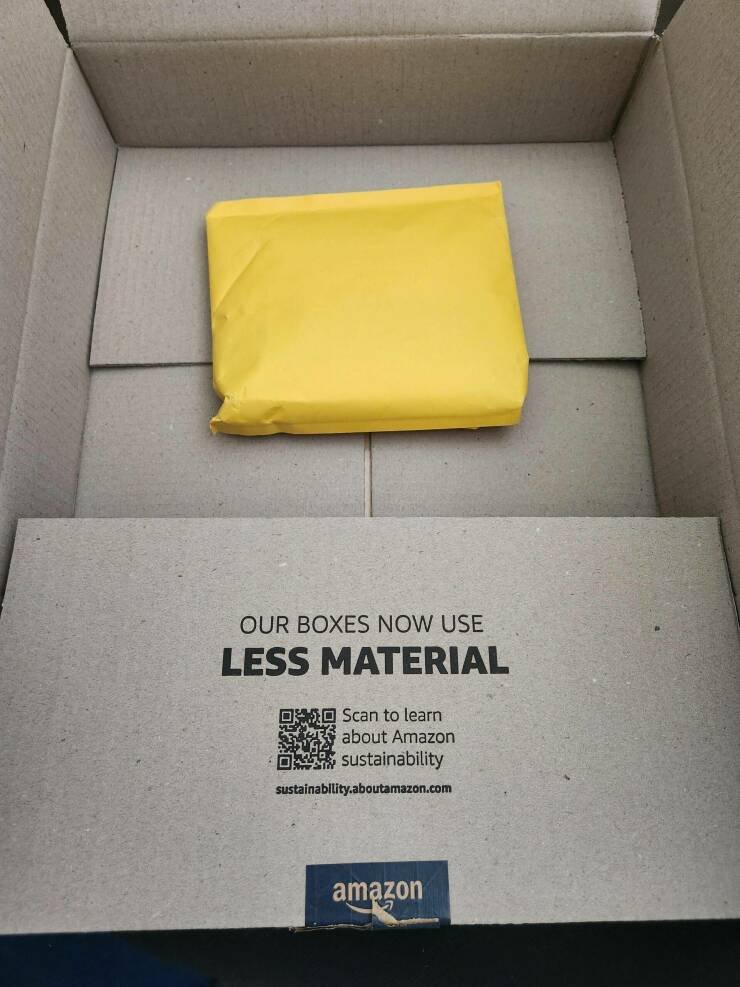 OUR BOXES NOW USE
LESS MATERIAL
Scan to learn
about Amazon
sustainability
sustainability.aboutamazon.com
amazon